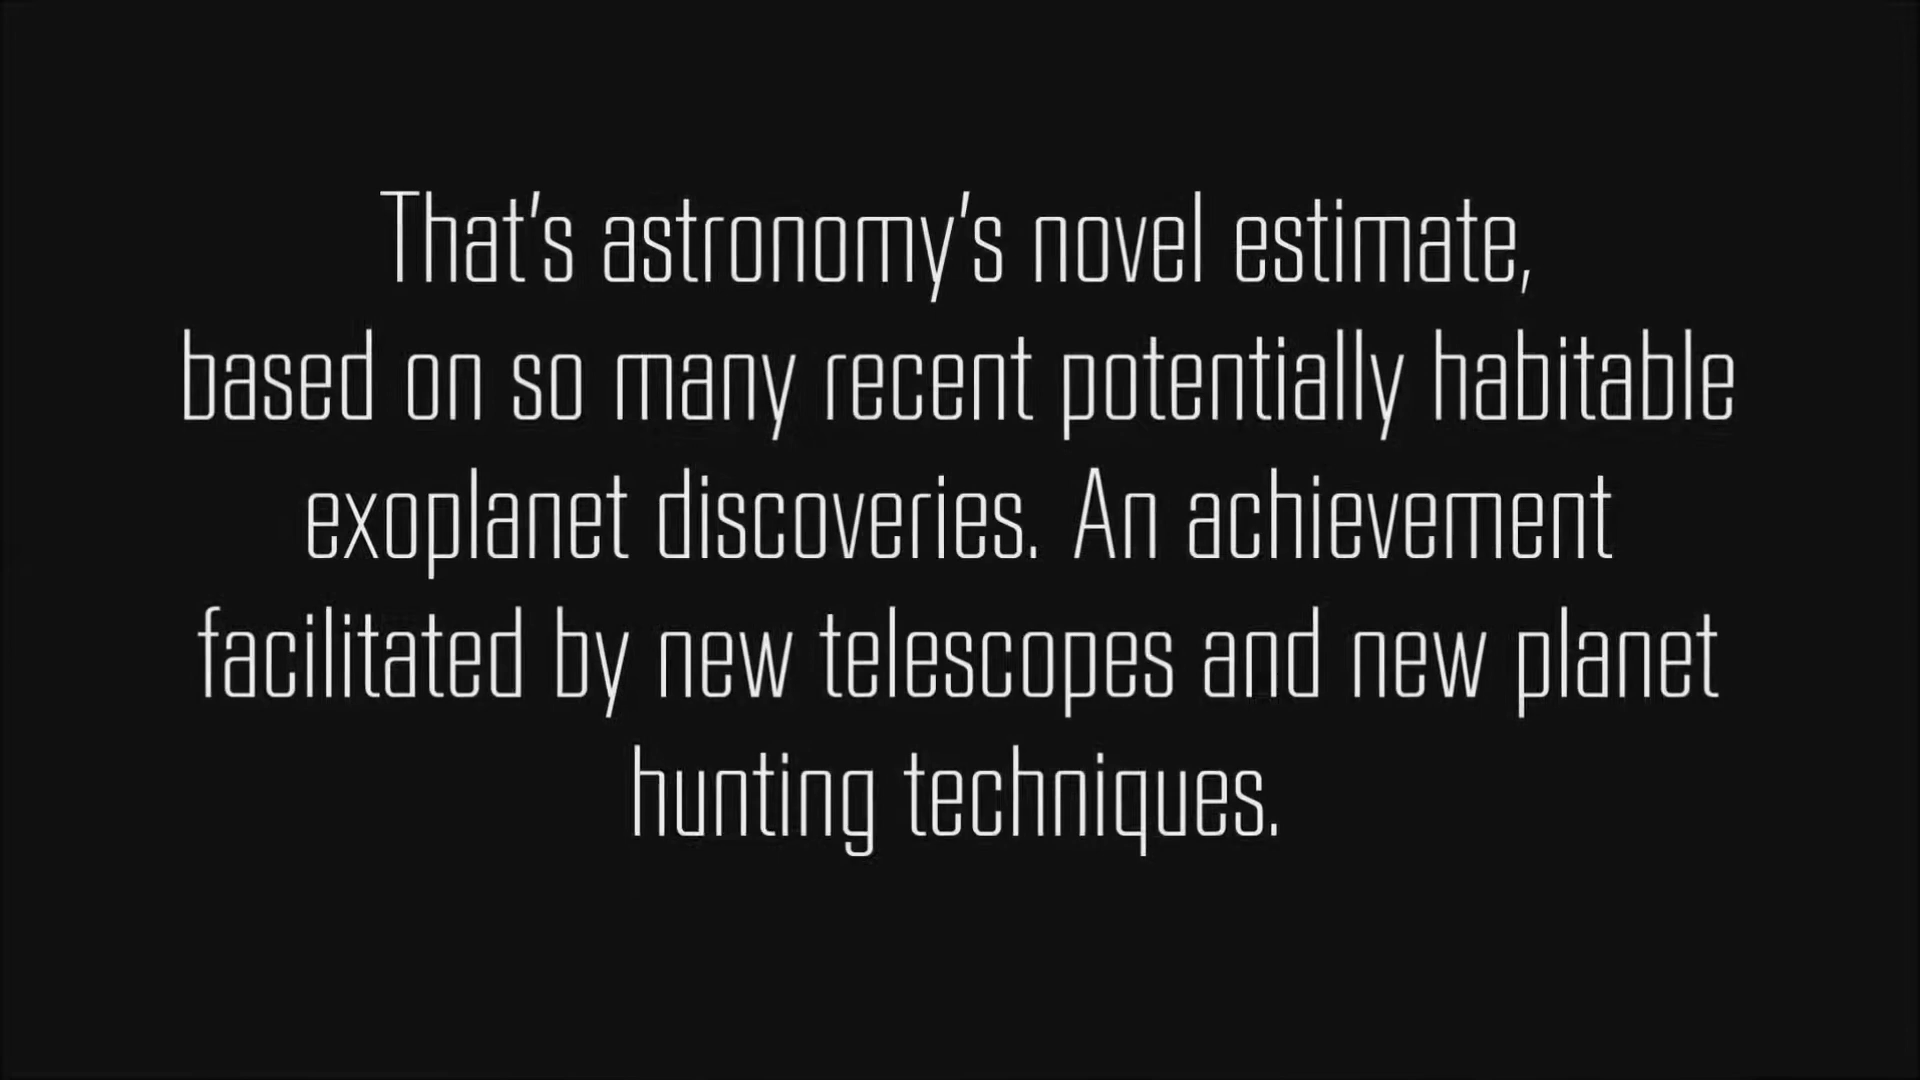 That's astronomy's novel estimate,
based on so many recent potentially habitable
exoplanet discoveries. An achievement
facilitated by new telescopes and new planet
hunting techniques.